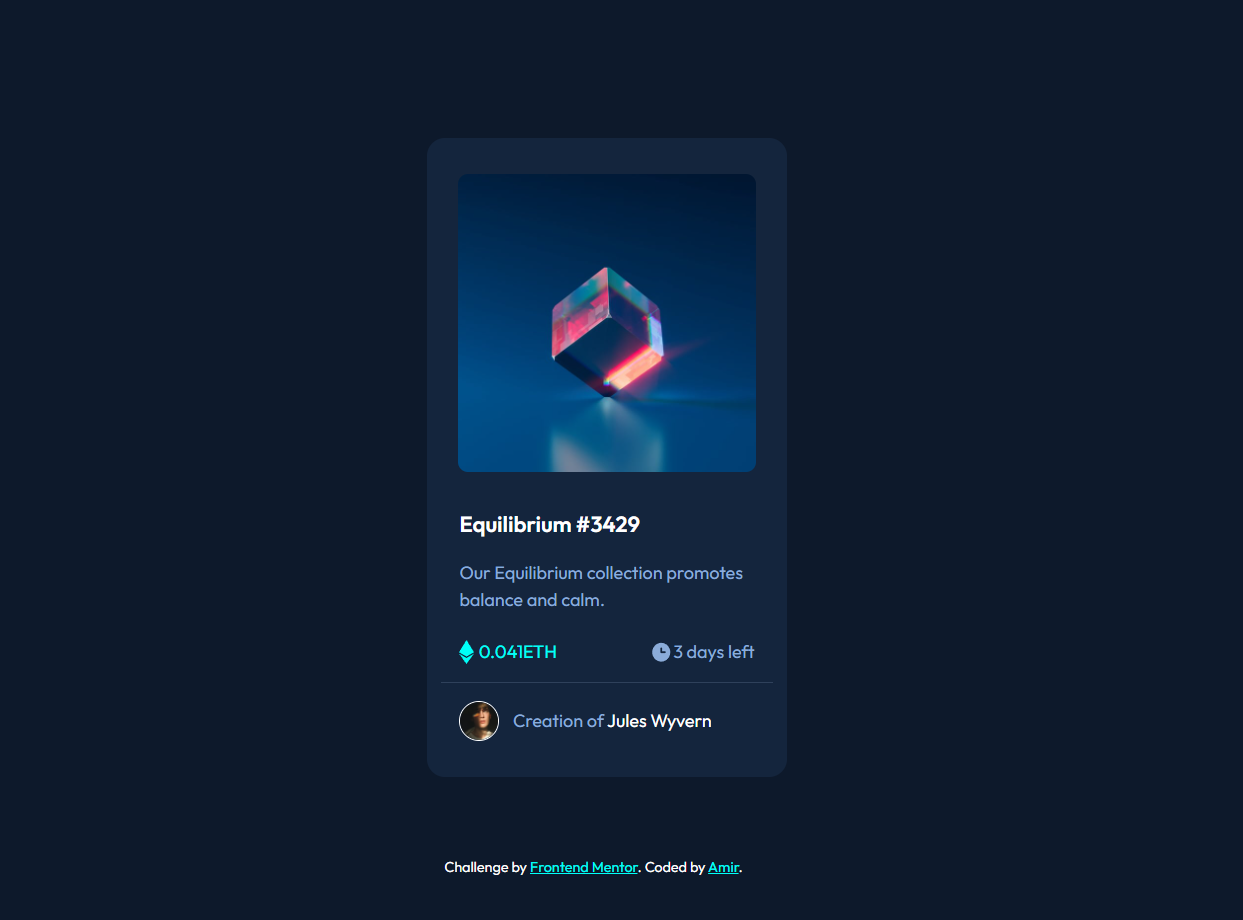 Equilibrium #3429
Our Equilibrium collection promotes
balance and calm.
0.041ETH
3 days left
Creation of Jules Wyvern
Challenge by Frontend Mentor. Coded by Amir.